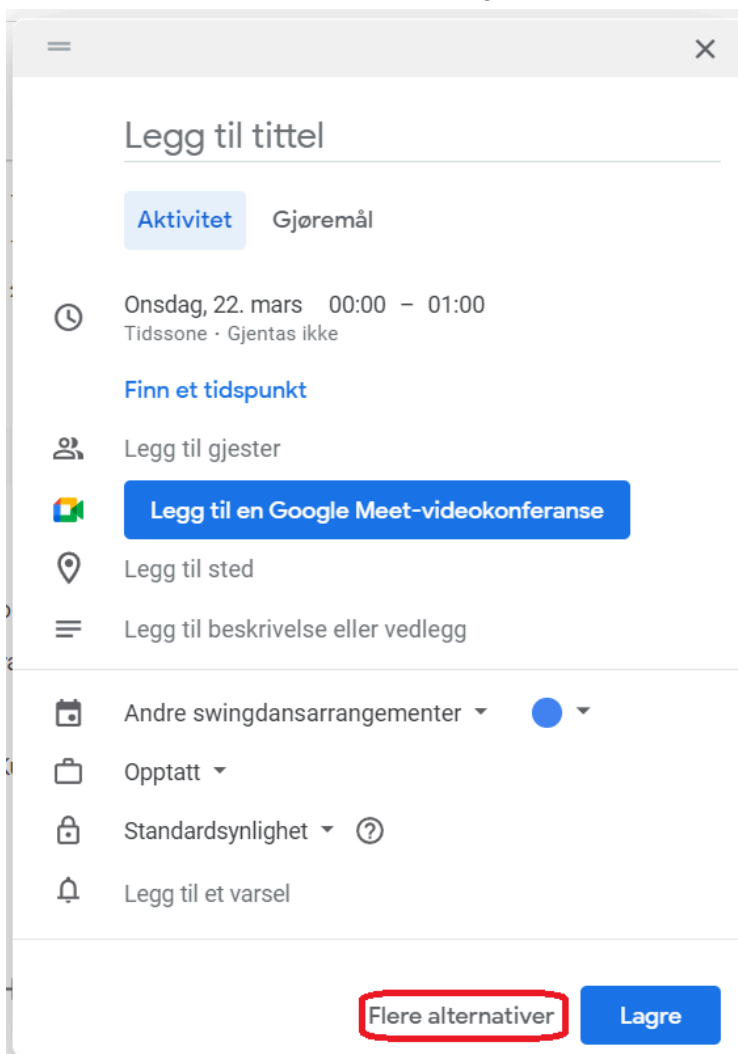 Legg til tittel
Aktivitet Gjøremål
Onsdag, 22. mars 00:00 – 01:00
Tidssone · Gjentas ikke
Finn et tidspunkt
Legg til gjester
Legg til en Google Meet-videokonferanse
Legg til sted
Legg til beskrivelse eller vedlegg
Andre swingdansarrangementer
Opptatt
Standardsynlighet
Legg til et varsel
Flere alternativer Lagre